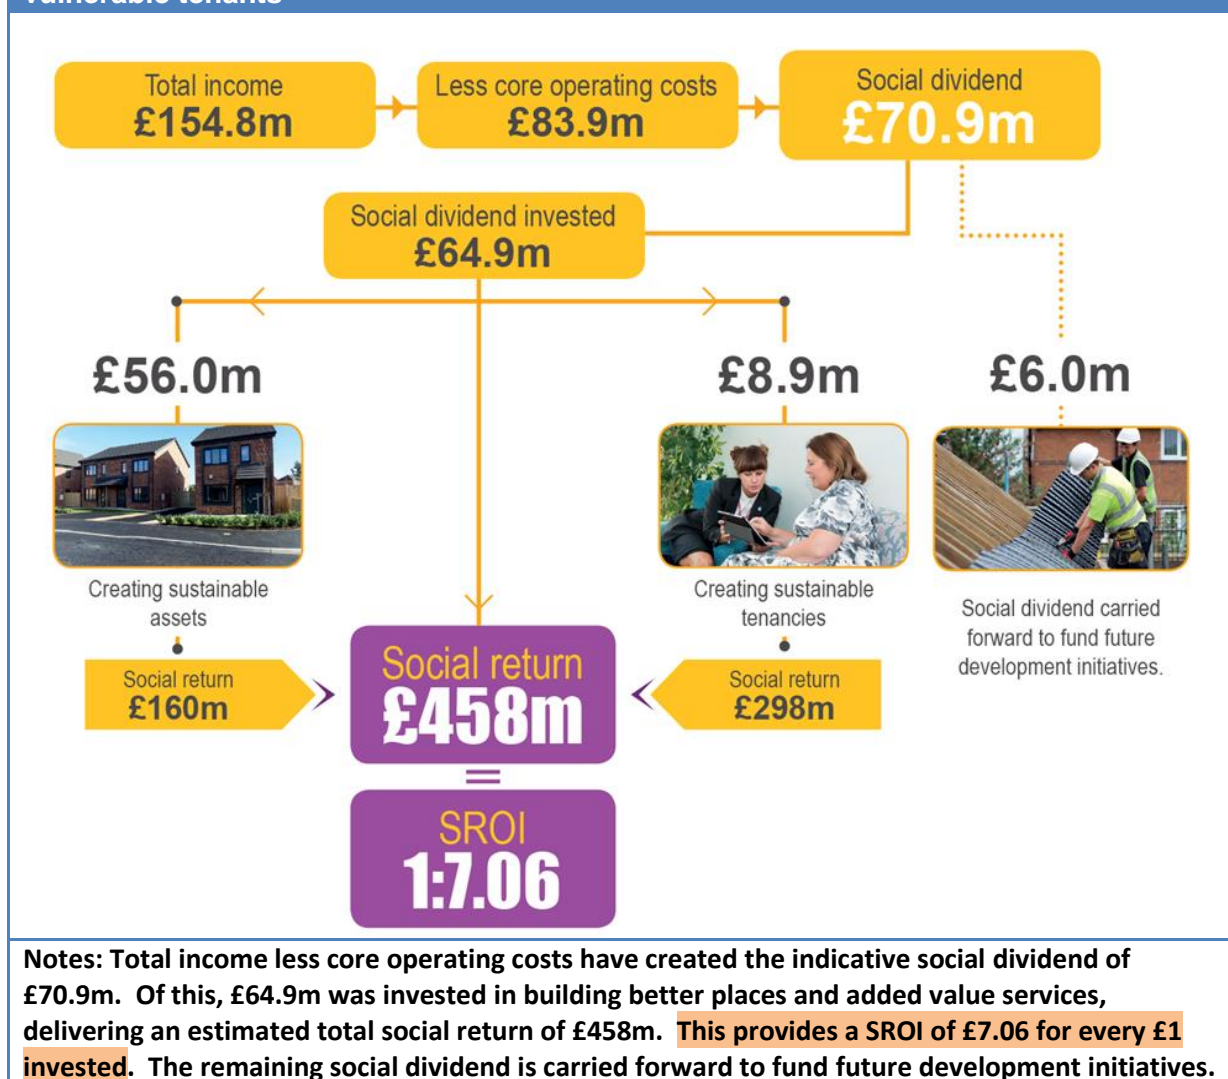 Vulnerable tenants
Total income
£154.8m
Less core operating costs
£83.9m
Social dividend
£70.9m
Social dividend invested
£64.9m
£56.0m
£8.9m
£6.0m
Creating sustainable
assets
Creating sustainable
tenancies
Social dividend carried
forward to fund future
development initiatives.
Social return
£160m
Social return
£458m
Social return
£298m
=
SROI
1:7.06
Notes: Total income less core operating costs have created the indicative social dividend of
£70.9m. Of this, £64.9m was invested in building better places and added value services,
delivering an estimated total social return of £458m. This provides a SROI of £7.06 for every £1
invested. The remaining social dividend is carried forward to fund future development initiatives.